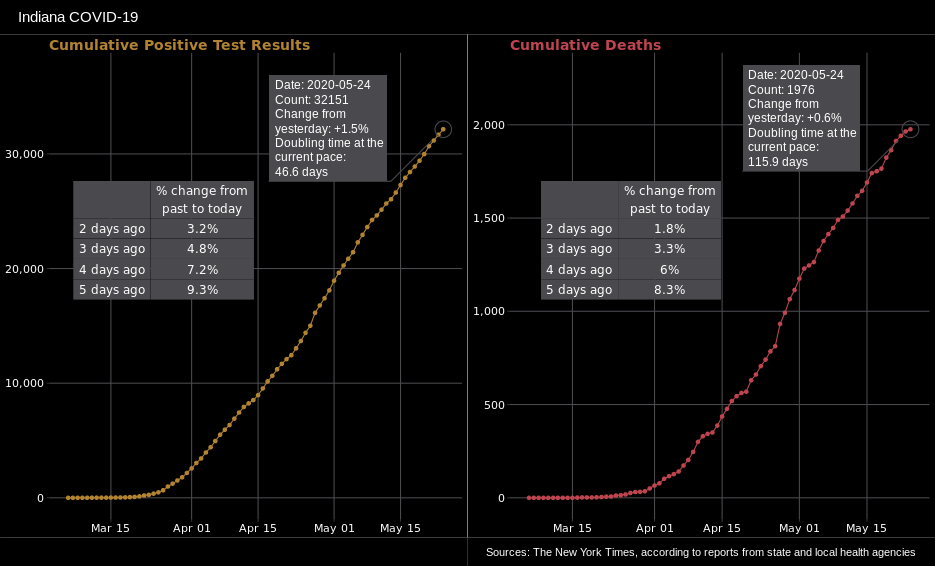 Indiana COVID-19
Cumulative Positive Test Results
Date: 2020-05-24
Count: 32151
Change from
yesterday: +1.5%
Doubling time at the
current pace:
46.6 days
% change from
past to today
2 days ago 3.2%
3 days ago 4.8%
4 days ago 7.2%
5 days ago 9.3%
30,000
20,000
10,000
0
Mar 15 Apr 01 Apr 15 May 01 May 15
Cumulative Deaths
Date: 2020-05-24
Count: 1976
Change from
yesterday: +0.6%
Doubling time at the
current pace:
115.9 days
% change from
past to today
2 days ago 1.8%
3 days ago 3.3%
4 days ago 6%
5 days ago 8.3%
2,000
1,500
1,000
500
0
Mar 15 Apr 01 Apr 15 May 01 May 15
Sources: The New York Times, according to reports from state and local health agencies